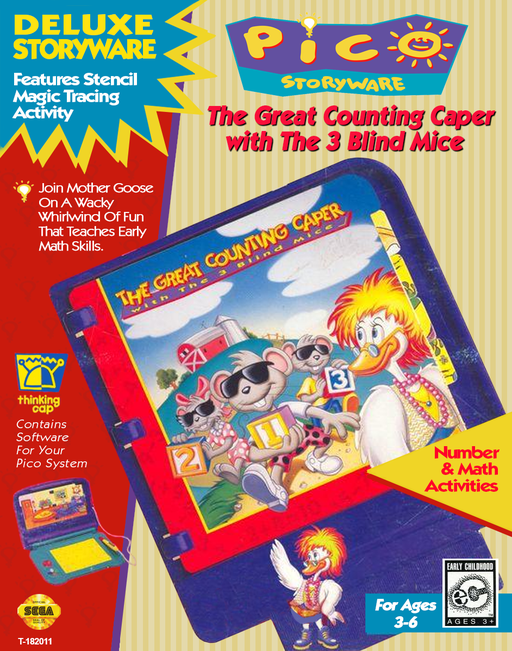 DELUXE
STORYWARE
Features Stencil
Magic Tracing
Activity
PiCO
STORYWARE
The Great Counting Caper
with The 3 Blind Mice
Join Mother Goose
On A Wacky
Whirlwind Of Fun
That Teaches Early
Math Skills.
THE GREAT COUNTING CAPER
with The 3 Blind Mice
2
1
3
thinking
cap
Contains
Software
For Your
Pico System
Number
& Math
Activities
SEGA
T-182011
For Ages
3-6
EARLY CHILDHOOD
eC
AGES 3+